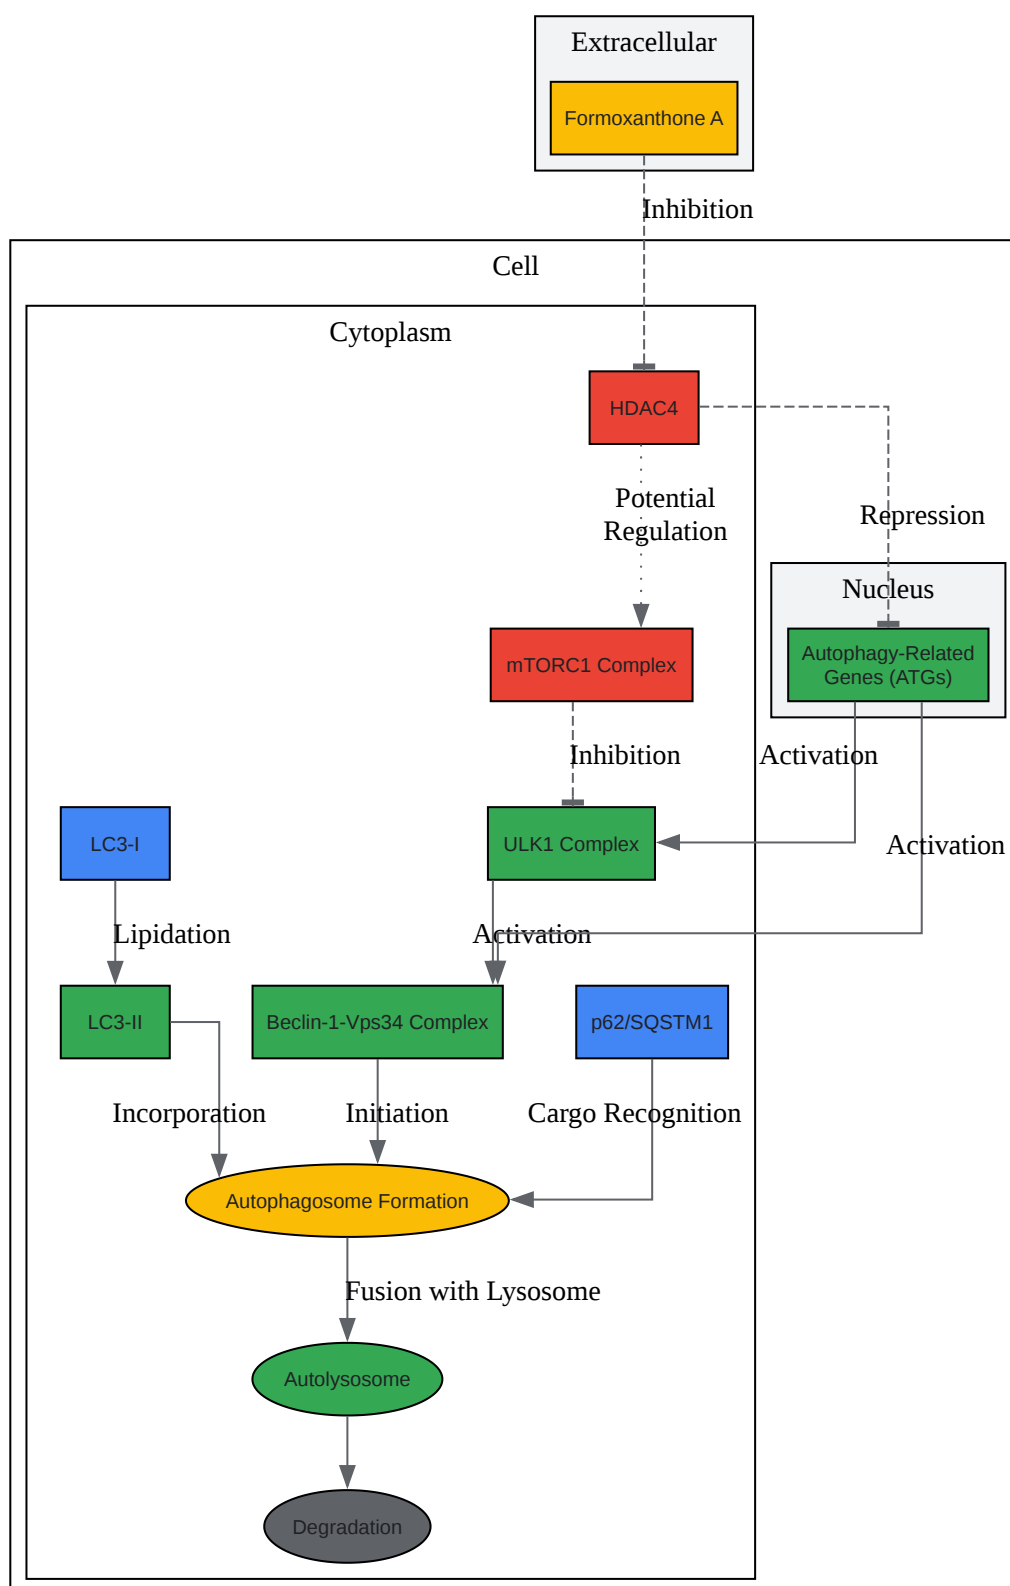 Extracellular
Formoxanthone A
Inhibition
Cell
Cytoplasm
HDAC4
Potential
Regulation
Repression
Nucleus
Autophagy-Related
Genes (ATGs)
mTORC1 Complex
Inhibition
Activation
LC3-I
ULK1 Complex
Activation
Lipidation
Activation
LC3-II
Beclin-1-Vps34 Complex
p62/SQSTM1
Incorporation
Initiation
Cargo Recognition
Autophagosome Formation
Fusion with Lysosome
Autolysosome
Degradation